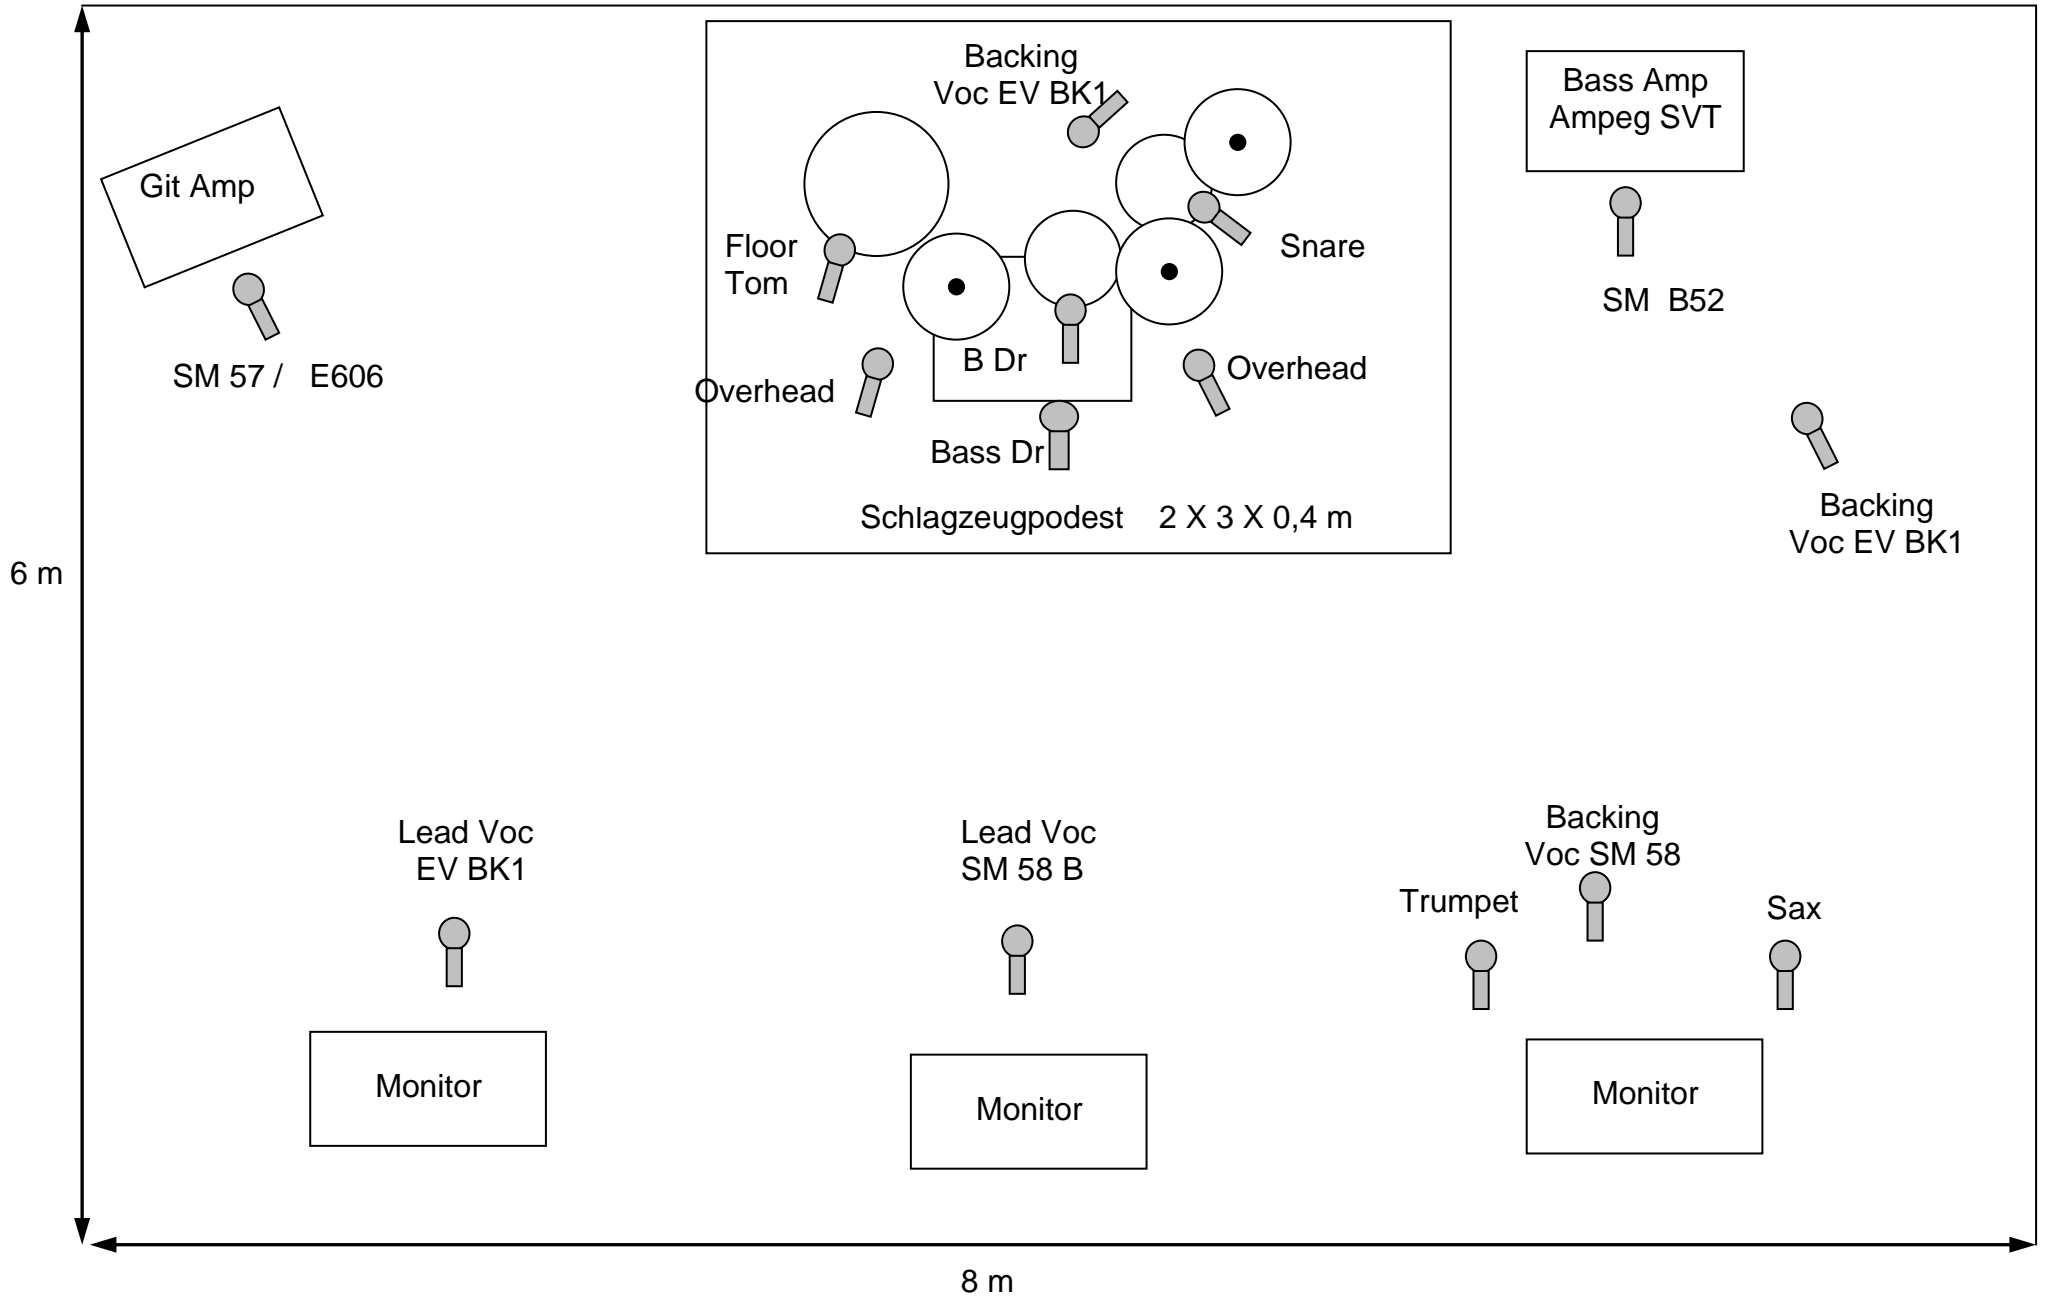 Backing
Voc EV BK1
Bass Amp
Ampeg SVT
Git Amp
Floor
Tom
Snare
SM B52
SM 57 / E606
Overhead
B Dr
Overhead
Bass Dr
Schlagzeugpodest 2 X 3 X 0,4 m
Backing
Voc EV BK1
6 m
Lead Voc
EV BK1
Lead Voc
SM 58 B
Backing
Voc SM 58
Trumpet
Sax
Monitor
Monitor
Monitor
8 m